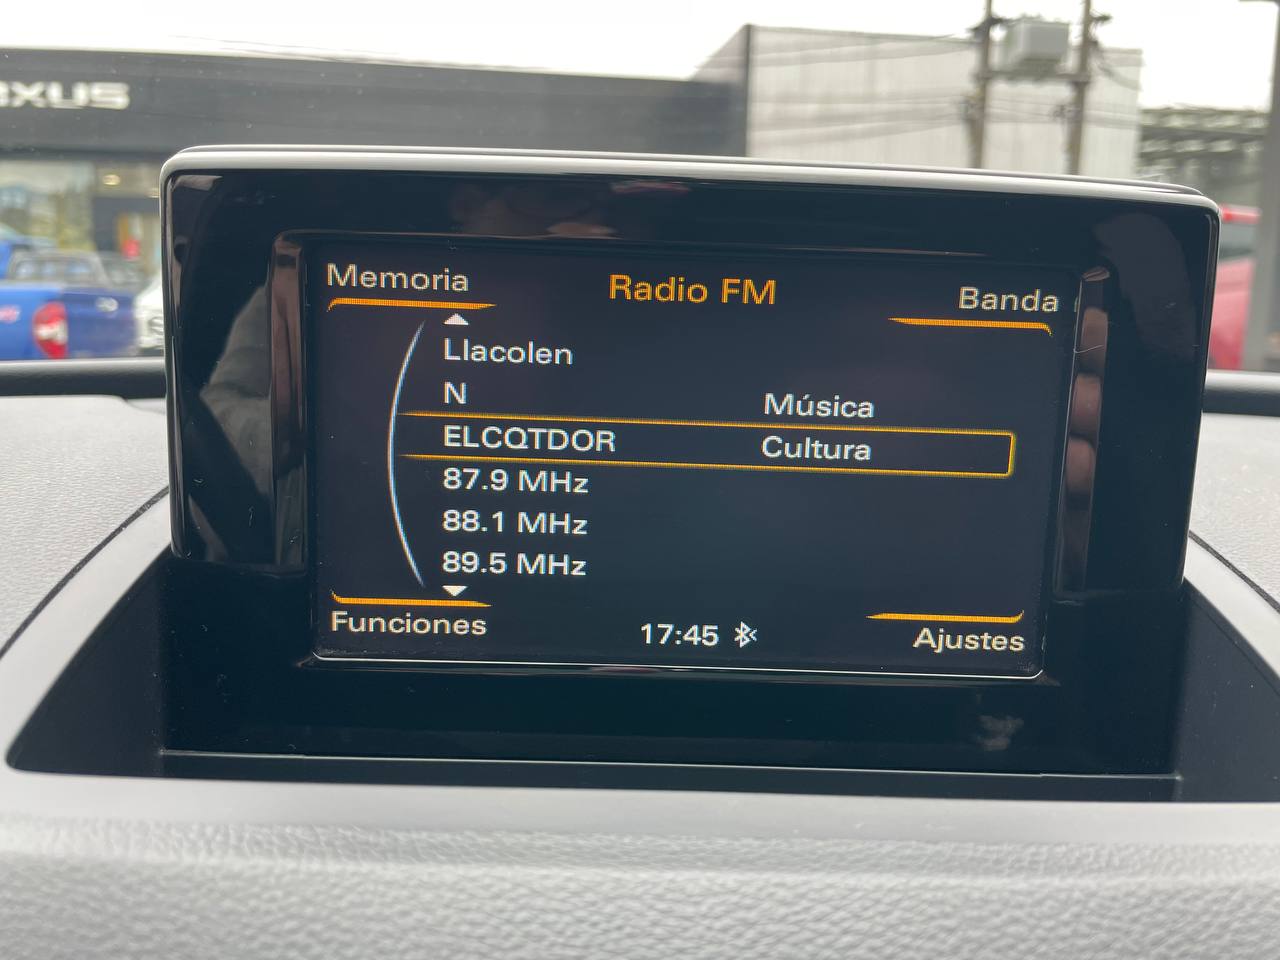 Memoria
Radio FM
Banda
Llacolen
N Música
ELCQTDOR Cultura
87.9 MHz
88.1 MHz
89.5 MHz
Funciones
17:45
Ajustes